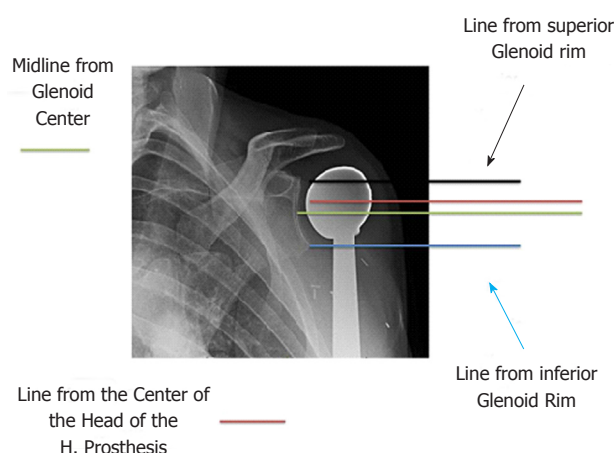 Line from superior
Glenoid rim
Midline from
Glenoid
Center
Line from inferior
Glenoid Rim
Line from the Center of
the Head of the
H. Prosthesis